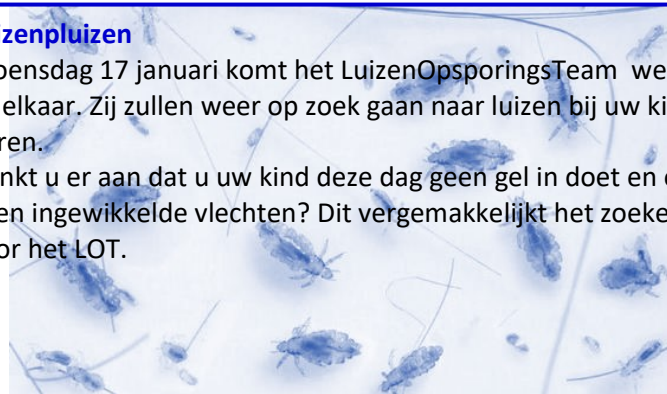 izenpluizen
oensdag 17 januari komt het LuizenOpsporingsTeam we
elkaar. Zij zullen weer op zoek gaan naar luizen bij uw ki
ren.
nkt u er aan dat u uw kind deze dag geen gel in doet en
en ingewikkelde vlechten? Dit vergemakkelijkt het zoeke
or het LOT.